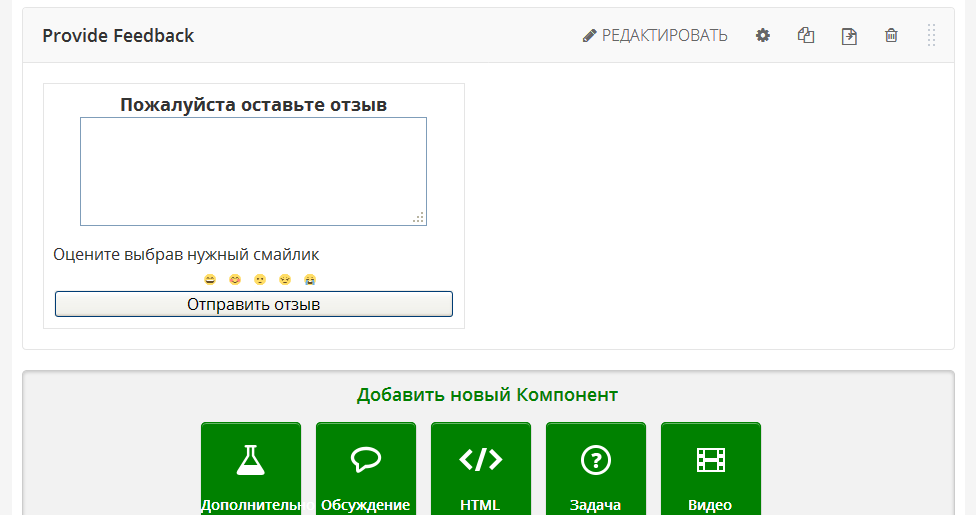 Provide Feedback РЕДАКТИРОВАТЬ
Пожалуйста оставьте отзыв
Оцените выбрав нужный смайлик
Отправить отзыв
Добавить новый Компонент
Дополнительно Обсуждение HTML Задача Видео